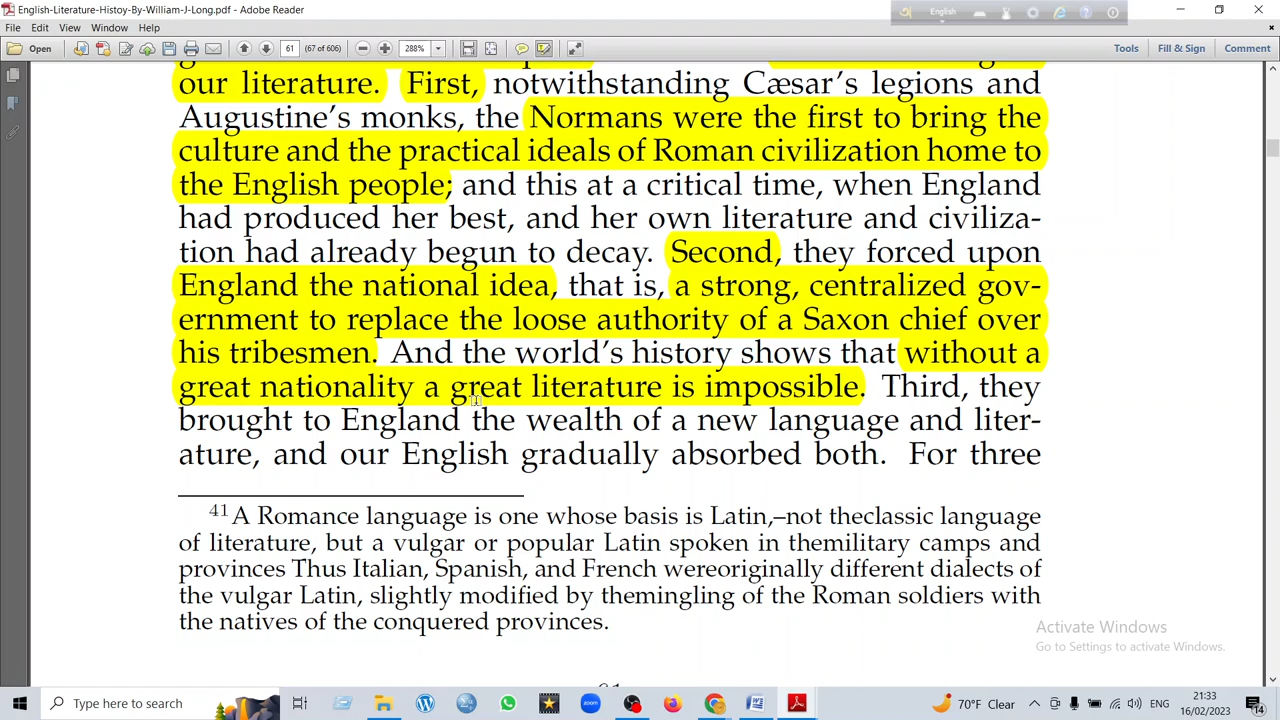 English-Literature-Histoy-By-William-J-Long.pdf - Adobe Reader
English
File Edit View Window Help
Open 61 (67 of 606) 288% Tools Fill & Sign Comment
our literature. First, notwithstanding Cæsar’s legions and
Augustine’s monks, the Normans were the first to bring the
culture and the practical ideals of Roman civilization home to
the English people; and this at a critical time, when England
had produced her best, and her own literature and civiliza-
tion had already begun to decay. Second, they forced upon
England the national idea, that is, a strong, centralized gov-
ernment to replace the loose authority of a Saxon chief over
his tribesmen. And the world’s history shows that without a
great nationality a great literature is impossible. Third, they
brought to England the wealth of a new language and liter-
ature, and our English gradually absorbed both. For three
41 A Romance language is one whose basis is Latin,–not theclassic language
of literature, but a vulgar or popular Latin spoken in themilitary camps and
provinces Thus Italian, Spanish, and French wereoriginally different dialects of
the vulgar Latin, slightly modified by themingling of the Roman soldiers with
the natives of the conquered provinces.
Activate Windows
Go to Settings to activate Windows.
Type here to search
zoom
70°F Clear
ENG
21:33
16/02/2023
14